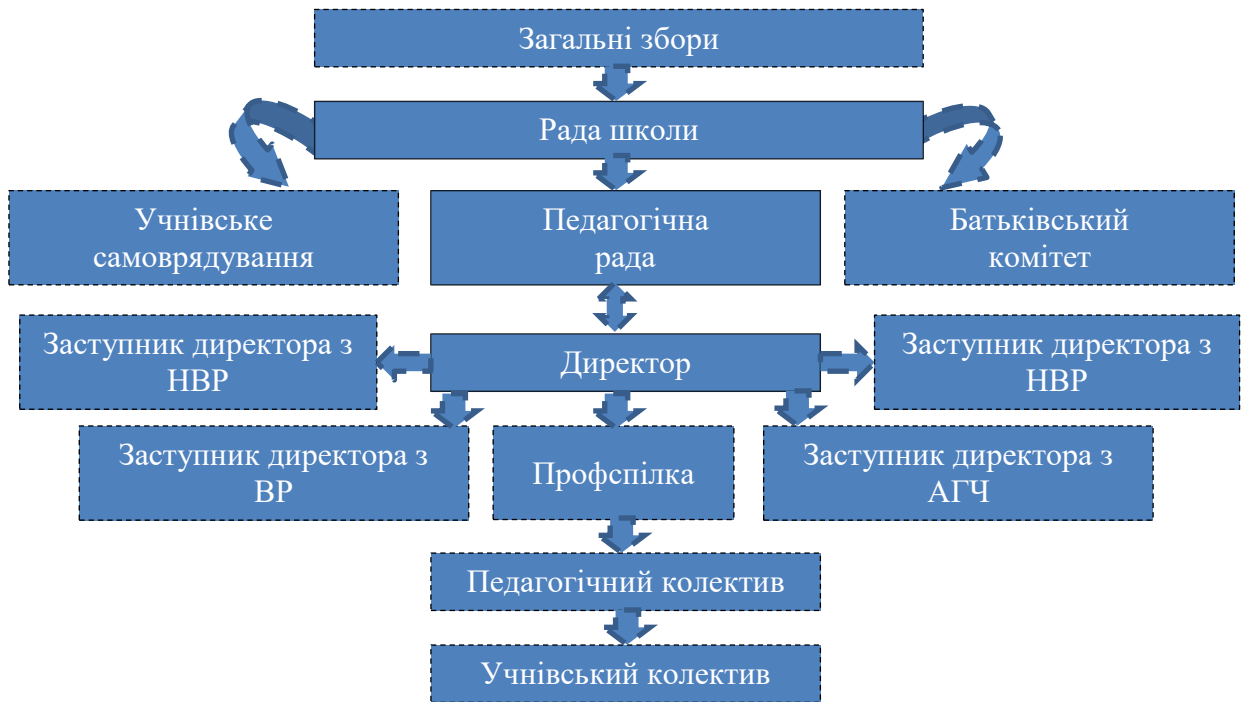 Загальні збори
Рада школи
Учнівське
самоврядування
Педагогічна
рада
Батьківський
комітет
Заступник директора з
НВР
Директор
Заступник директора з
НВР
Заступник директора з
ВР
Профспілка
Заступник директора з
АГЧ
Педагогічний колектив
Учнівський колектив